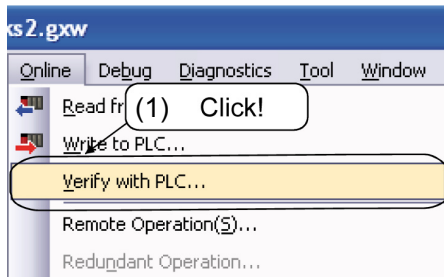 ks2.gxw
Online Debug Diagnostics Tool Window
Read fr
(1) Click!
Write to PLC...
Verify with PLC...
Remote Operation(S)...
Redundant Operation...